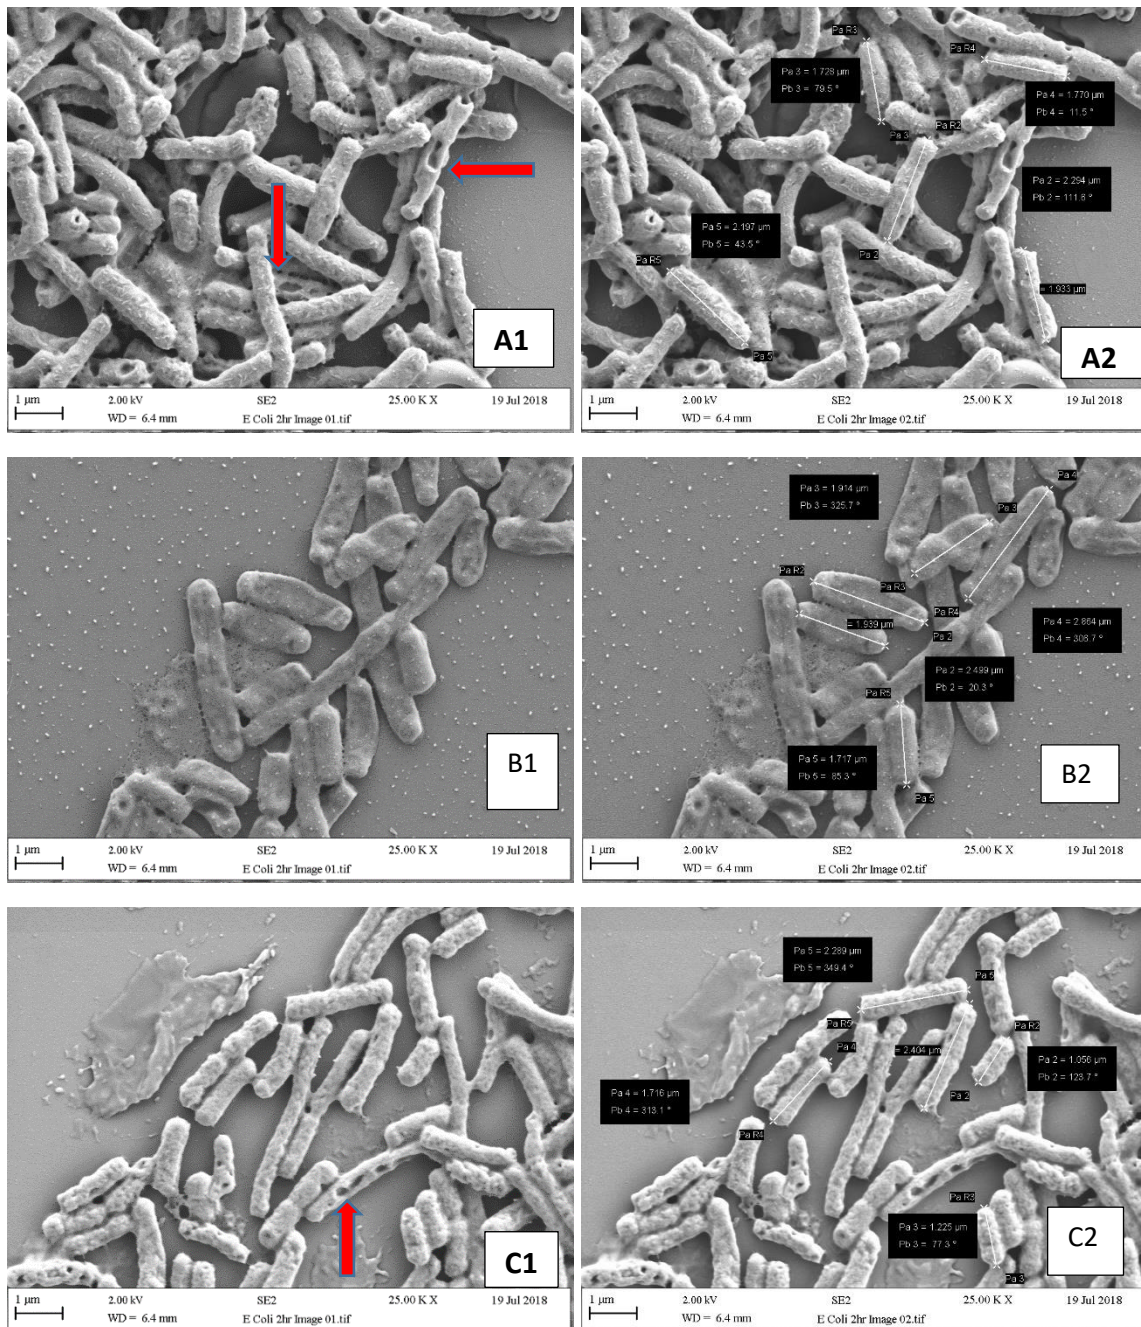 A1
1 µm
2.00 kV
SE2
25.00 K X
19 Jul 2018
WD = 6.4 mm
E Coli 2hr Image 01.tif
Pa R3
Pa R4
Pa 3 = 1.728 µm
Pb 3 = 79.5 °
Pa 4 = 1.770 µm
Pb 4 = 11.5 °
Pa 3
Pa R2
Pa 2 = 2.294 µm
Pb 2 = 111.6 °
Pa 5 = 2.197 µm
Pb 5 = 43.5 °
Pa 2
Pa R5
= 1.933 µm
Pa 5
A2
1 µm
2.00 kV
SE2
25.00 K X
19 Jul 2018
WD = 6.4 mm
E Coli 2hr Image 02.tif
B1
1 µm
2.00 kV
SE2
25.00 K X
19 Jul 2018
WD = 6.4 mm
E Coli 2hr Image 01.tif
Pa 4
Pa 3 = 1.914 µm
Pb 3 = 325.7 °
Pa 3
Pa R2
Pa R3
Pa R4
= 1.939 µm
Pa 2
Pa 4 = 2.864 µm
Pb 4 = 306.7 °
Pa 2 = 2.499 µm
Pb 2 = 20.3 °
Pa R5
Pa 5 = 1.717 µm
Pb 5 = 85.3 °
Pa 5
B2
1 µm
2.00 kV
SE2
25.00 K X
19 Jul 2018
WD = 6.4 mm
E Coli 2hr Image 02.tif
C1
1 µm
2.00 kV
SE2
25.00 K X
19 Jul 2018
WD = 6.4 mm
E Coli 2hr Image 01.tif
Pa 5 = 2.289 µm
Pb 5 = 349.4 °
Pa 5
Pa R5
Pa R2
Pa 4
= 2.404 µm
Pa 2 = 1.056 µm
Pb 2 = 123.7 °
Pa 4 = 1.716 µm
Pb 4 = 313.1 °
Pa 2
Pa R4
Pa R3
Pa 3 = 1.225 µm
Pb 3 = 77.3 °
Pa 3
C2
1 µm
2.00 kV
SE2
25.00 K X
19 Jul 2018
WD = 6.4 mm
E Coli 2hr Image 02.tif